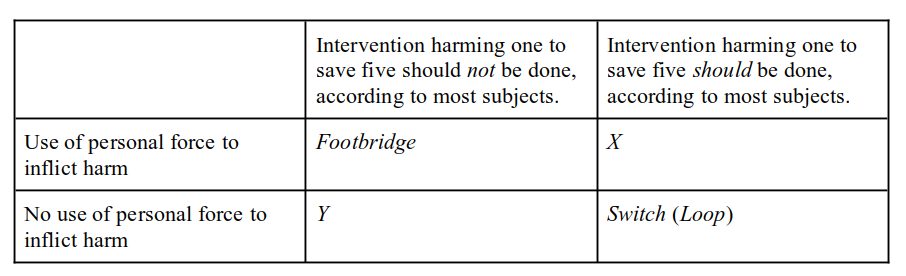 Intervention harming one to
save five should not be done,
according to most subjects.
Intervention harming one to
save five should be done,
according to most subjects.
Use of personal force to
inflict harm
Footbridge
X
No use of personal force to
inflict harm
Y
Switch (Loop)